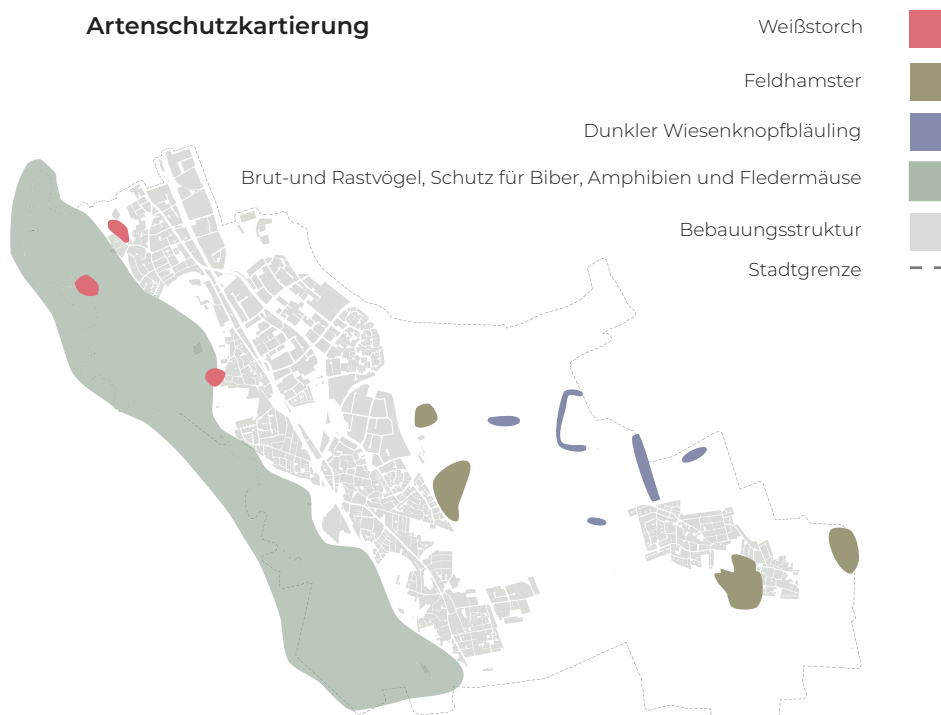 Artenschutzkartierung
Weißstorch
Feldhamster
Dunkler Wiesenknopfbläuling
Brut-und Rastvögel, Schutz für Biber, Amphibien und Fledermäuse
Bebauungsstruktur
Stadtgrenze